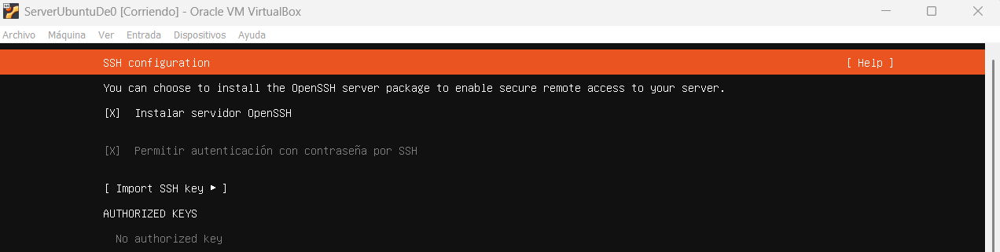 ServerUbuntuDe0 [Corriendo] - Oracle VM VirtualBox
Archivo Máquina Ver Entrada Dispositivos Ayuda
SSH configuration [ Help ]
You can choose to install the OpenSSH server package to enable secure remote access to your server.
[X] Instalar servidor OpenSSH
[X] Permitir autenticación con contraseña por SSH
[ Import SSH key ▸ ]
AUTHORIZED KEYS
No authorized key